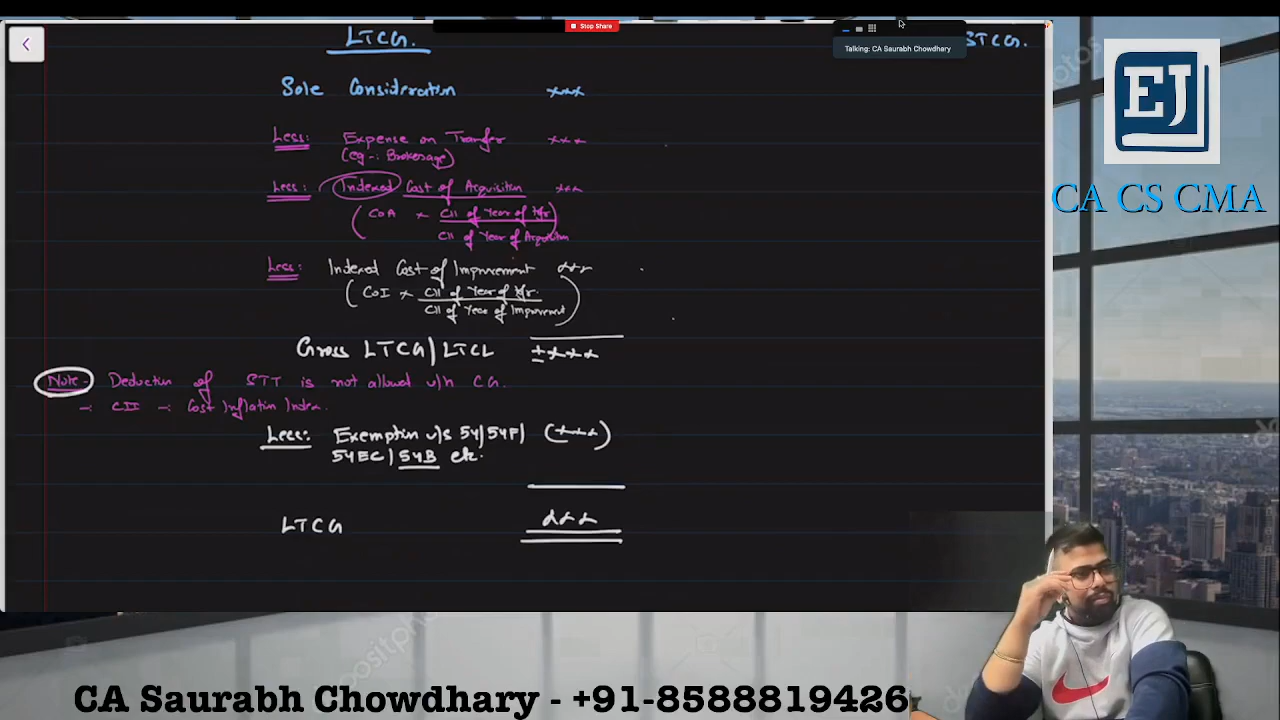 LTCG.
STCG.
Stop Share
Talking: CA Saurabh Chowdhary
EJ
CA CS CMA
Sale Consideration xxx
Less: Expense on Transfer xxx
(eg-: Brokerage)
Less: Indexed Cost of Acquisition xxx
(CoA x CII of Year of tfr)
CII of Year of Acquisition
Less: Indexed Cost of Improvement xxx
(CoI x CII of Year of tfr.
CII of Year of Improvement)
Gross LTCG/LTCL ±xxx
Note- Deduction of STT is not allowed u/h CG.
-: CII -: Cost Inflation Index.
Less: Exemption u/s 54/54F/ (xxx)
54EC/54B etc.
LTCG xxx
CA Saurabh Chowdhary - +91-8588819426